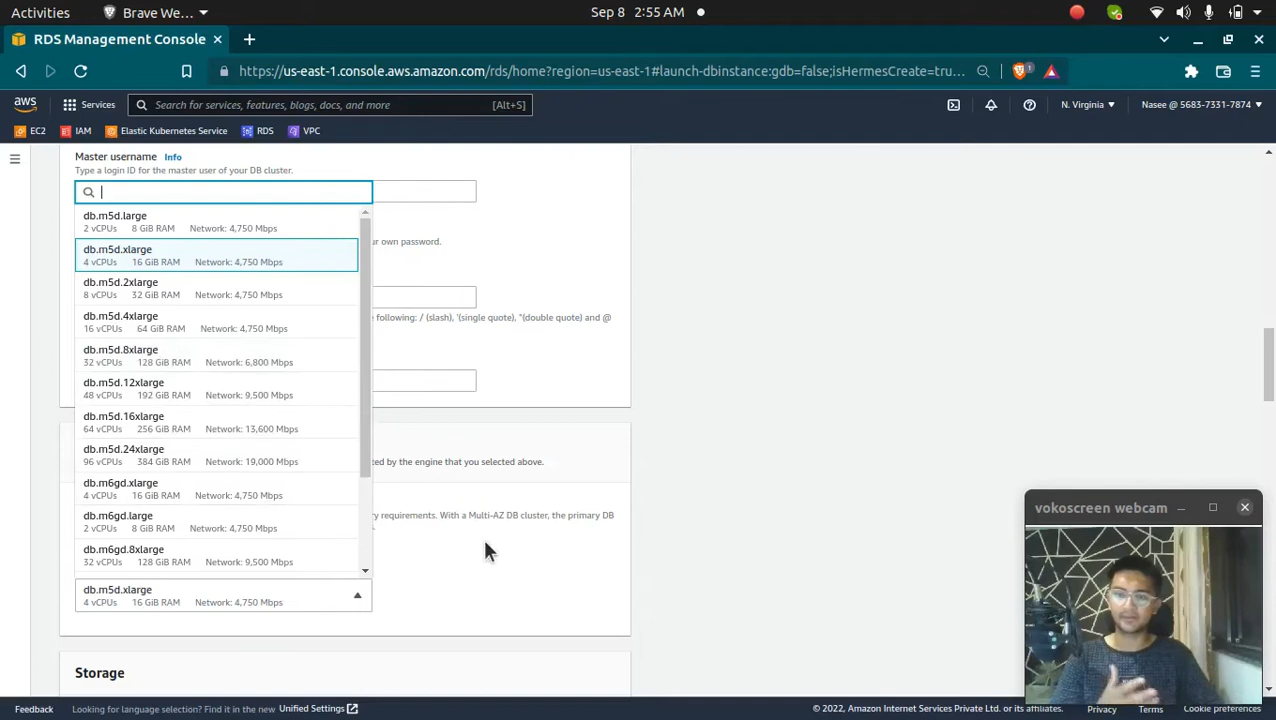 Activities
Brave We...
Sep 8 2:55 AM
RDS Management Console
https://us-east-1.console.aws.amazon.com/rds/home?region=us-east-1#launch-dbinstance:gdb=false;isHermesCreate=tru...
1
aws
Services
Search for services, features, blogs, docs, and more [Alt+S]
N. Virginia
Nasee @ 5683-7331-7874
EC2 IAM Elastic Kubernetes Service RDS VPC
Master username Info
Type a login ID for the master user of your DB cluster.
db.m5d.large
2 vCPUs 8 GiB RAM Network: 4,750 Mbps
ur own password.
db.m5d.xlarge
4 vCPUs 16 GiB RAM Network: 4,750 Mbps
db.m5d.2xlarge
8 vCPUs 32 GiB RAM Network: 4,750 Mbps
db.m5d.4xlarge
e following: / (slash), '(single quote), "(double quote) and @
16 vCPUs 64 GiB RAM Network: 4,750 Mbps
db.m5d.8xlarge
32 vCPUs 128 GiB RAM Network: 6,800 Mbps
db.m5d.12xlarge
48 vCPUs 192 GiB RAM Network: 9,500 Mbps
db.m5d.16xlarge
64 vCPUs 256 GiB RAM Network: 13,600 Mbps
db.m5d.24xlarge
96 vCPUs 384 GiB RAM Network: 19,000 Mbps
ted by the engine that you selected above.
db.m6gd.xlarge
4 vCPUs 16 GiB RAM Network: 4,750 Mbps
db.m6gd.large
ry requirements. With a Multi-AZ DB cluster, the primary DB
2 vCPUs 8 GiB RAM Network: 4,750 Mbps
db.m6gd.8xlarge
32 vCPUs 128 GiB RAM Network: 9,500 Mbps
db.m5d.xlarge
4 vCPUs 16 GiB RAM Network: 4,750 Mbps
Storage
vokoscreen webcam
Feedback
Looking for language selection? Find it in the new Unified Settings
© 2022, Amazon Internet Services Private Ltd. or its affiliates.
Privacy Terms Cookie preferences